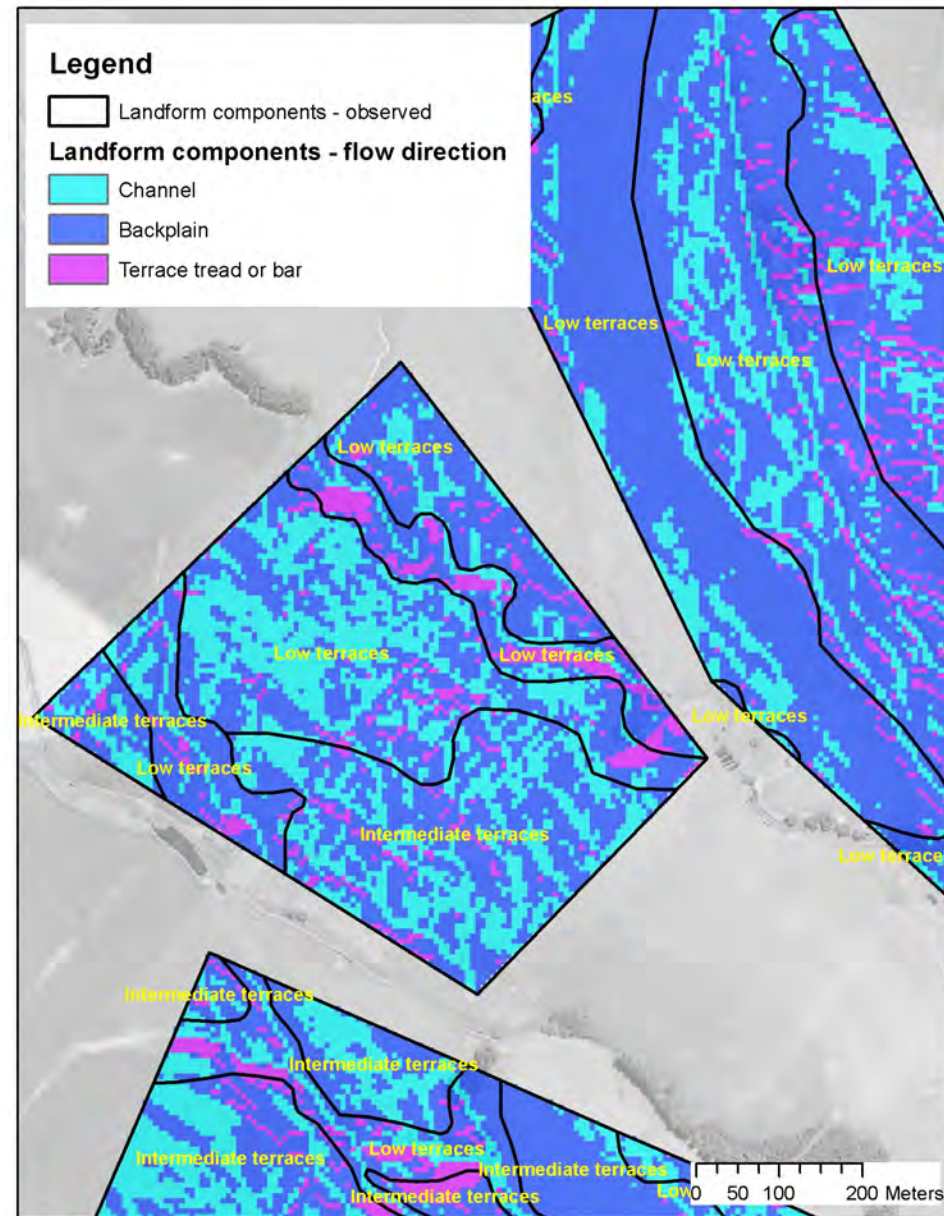 Legend
Landform components - observed
Landform components - flow direction
Channel
Backplain
Terrace tread or bar
aces
Low terraces
Low terraces
Low terraces
Low terraces
Low terraces
Low terraces
Intermediate terraces
Low terraces
Low terraces
Intermediate terraces
Low terrace
Intermediate terraces
Intermediate terraces
Low terraces
Intermediate terraces
Intermediate terraces
Low
Intermediate terraces
0 50 100 200 Meters